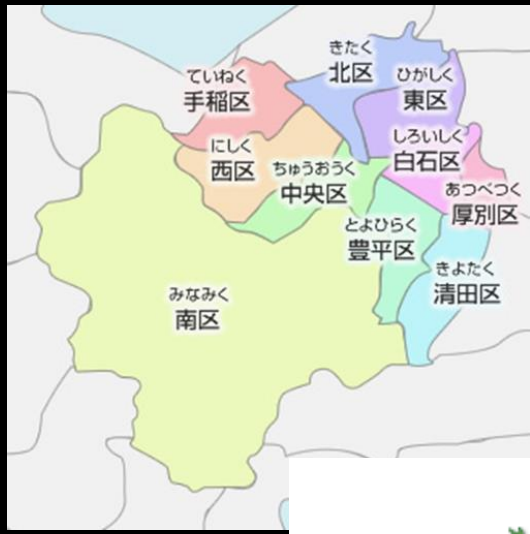 きたく
北区
ひがしく
東区
ていねく
手稲区
しろいしく
白石区
にしく
西区
ちゅうおうく
中央区
あつべつく
厚別区
とよひらく
豊平区
きよたく
清田区
みなみく
南区